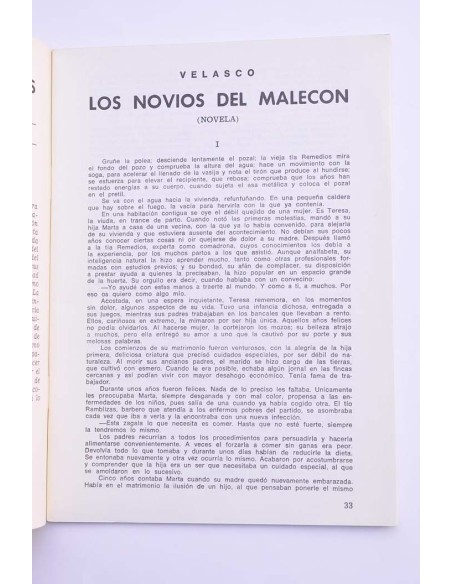 VELASCO
LOS NOVIOS DEL MALECON
(NOVELA)
I
Gruñe la polea; desciende lentamente el pozal; la vieja tía Remedios mira
el fondo del pozo y comprueba la altura del agua; hace un movimiento con la
soga, para acelerar el llenado de la vasija y nota el tirón que produce al hundirse;
se esfuerza para elevar el recipiente, que rebosa; comprueba que los años han
restado energías a su cuerpo, cuando sujeta el asa metálica y coloca el pozal
en el pretil.
Se va con el agua hacia la vivienda, refunfuñando. En una pequeña caldera
que hay sobre el fuego, la vacía para hervirla con la que ya contenía.
En una habitación contigua se oye el débil quejido de una mujer. Es Teresa,
la viuda, en trance de parto. Cuando notó las primeras molestias, mandó a su
hija Marta a casa de una vecina, con la que ya lo había convenido, para alejarla
de su vivienda y que estuviera ausente del acontecimiento. No debían sus pocos
años conocer ciertas cosas ni oír quejarse de dolor a su madre. Después llamó
a la tía Remedios, experta como comadrona, cuyos conocimientos los debía a
la experiencia, por los muchos partos a los que asistió. Aunque analfabeta, su
inteligencia natural le hizo aprender mucho, tanto como otras profesionales for-
madas con estudios previos; y su bondad, su afán de complacer, su disposición
a prestar ayuda a quienes la precisaban, la hizo popular en un espacio grande
de la huerta. Su orgullo era decir, cuando hablaba con el vecindario:
—Yo ayudé con estas manos a traerte al mundo. Y como a ti, a muchos. Por
eso os quiero como algo mío.
Acostada, en una espera inquietante, Teresa rememora, en los momentos
sin dolor, algunos aspectos de su vida. Tuvo una infancia dichosa, entregada a
sus juegos, mientras sus padres trabajaban en los bancales que llevaban a rento.
Ellos, cariñosos en extremo, la mimaron por ser hija única. Aquellos años felices
no podía olvidarlos. Al hacerse mujer, la cortejaron los mozos; su belleza atrajo
a muchos, pero ella entregó su amor a uno que la cautivó por su porte y sus
melosas palabras.
Los comienzos de su matrimonio fueron venturosos, con la alegría de la hija
primera, deliciosa criatura que precisó cuidados especiales, por ser débil de na-
turaleza. Al morir sus ancianos padres, el marido se hizo cargo de las tierras,
que cultivó con esmero. Cuando le era posible, echaba algún jornal en las fincas
cercanas y así podían vivir con mayor desahogo económico. Tenía fama de tra-
bajador.
Durante unos años fueron felices. Nada de lo preciso les faltaba. Unicamente
les preocupaba Marta, siempre desganada y con mal color, propensa a las en-
fermedades de los niños, pues salía de una cuando ya había cogido otra. El tío
Ramblizas, barbero que atendía a los enfermos pobres del partido, se asombraba
cada vez que iba a verla y la encontraba con una nueva infección.
—Esta zagala lo que necesita es comer. Hasta que no esté fuerte, siempre
la tendremos lo mismo.
Los padres recurrían a todos los procedimientos para persuadirla y hacerla
alimentarse convenientemente. A veces el forzarla a comer sin ganas era peor.
Devolvía todo lo que tomaba y durante unos días habían de reducirle la dieta.
Se entonaba nuevamente y otra vez ocurría lo mismo. Acabaron por acostumbrarse
y comprender que la hija era un ser que necesitaba un cuidado especial, al que
se amoldaron en lo sucesivo.
Cinco años contaba Marta cuando su madre quedó nuevamente embarazada.
Había en el matrimonio la ilusión de un hijo, al que pensaban ponerle el mismo
33